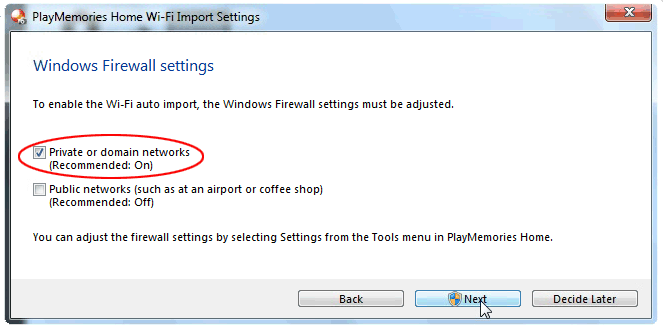 PlayMemories Home Wi-Fi Import Settings
Windows Firewall settings
To enable the Wi-Fi auto import, the Windows Firewall settings must be adjusted.
Private or domain networks
(Recommended: On)
Public networks (such as at an airport or coffee shop)
(Recommended: Off)
You can adjust the firewall settings by selecting Settings from the Tools menu in PlayMemories Home.
Back Next Decide Later